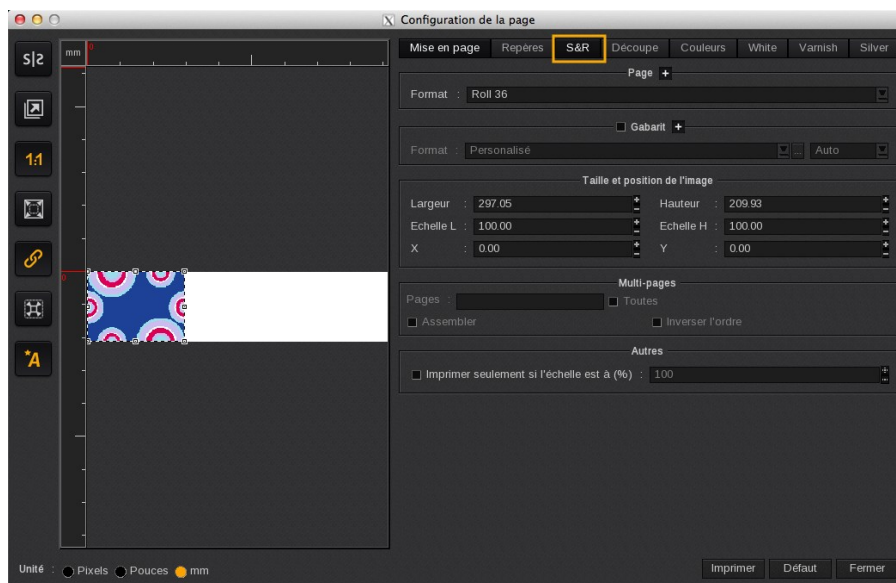 Configuration de la page
Mise en page Repères S&R Découpe Couleurs White Varnish Silver
S|S
mm 0
Page +
Format : Roll 36
Gabarit +
Format : Personalisé ... Auto
1:1
Taille et position de l'image
Largeur : 297.05 Hauteur : 209.93
Echelle L : 100.00 Echelle H : 100.00
X : 0.00 Y : 0.00
0
Multi-pages
Pages : Toutes
Assembler Inverser l'ordre
A
Autres
Imprimer seulement si l'échelle est à (%) : 100
Unité : Pixels Pouces mm
Imprimer Défaut Fermer